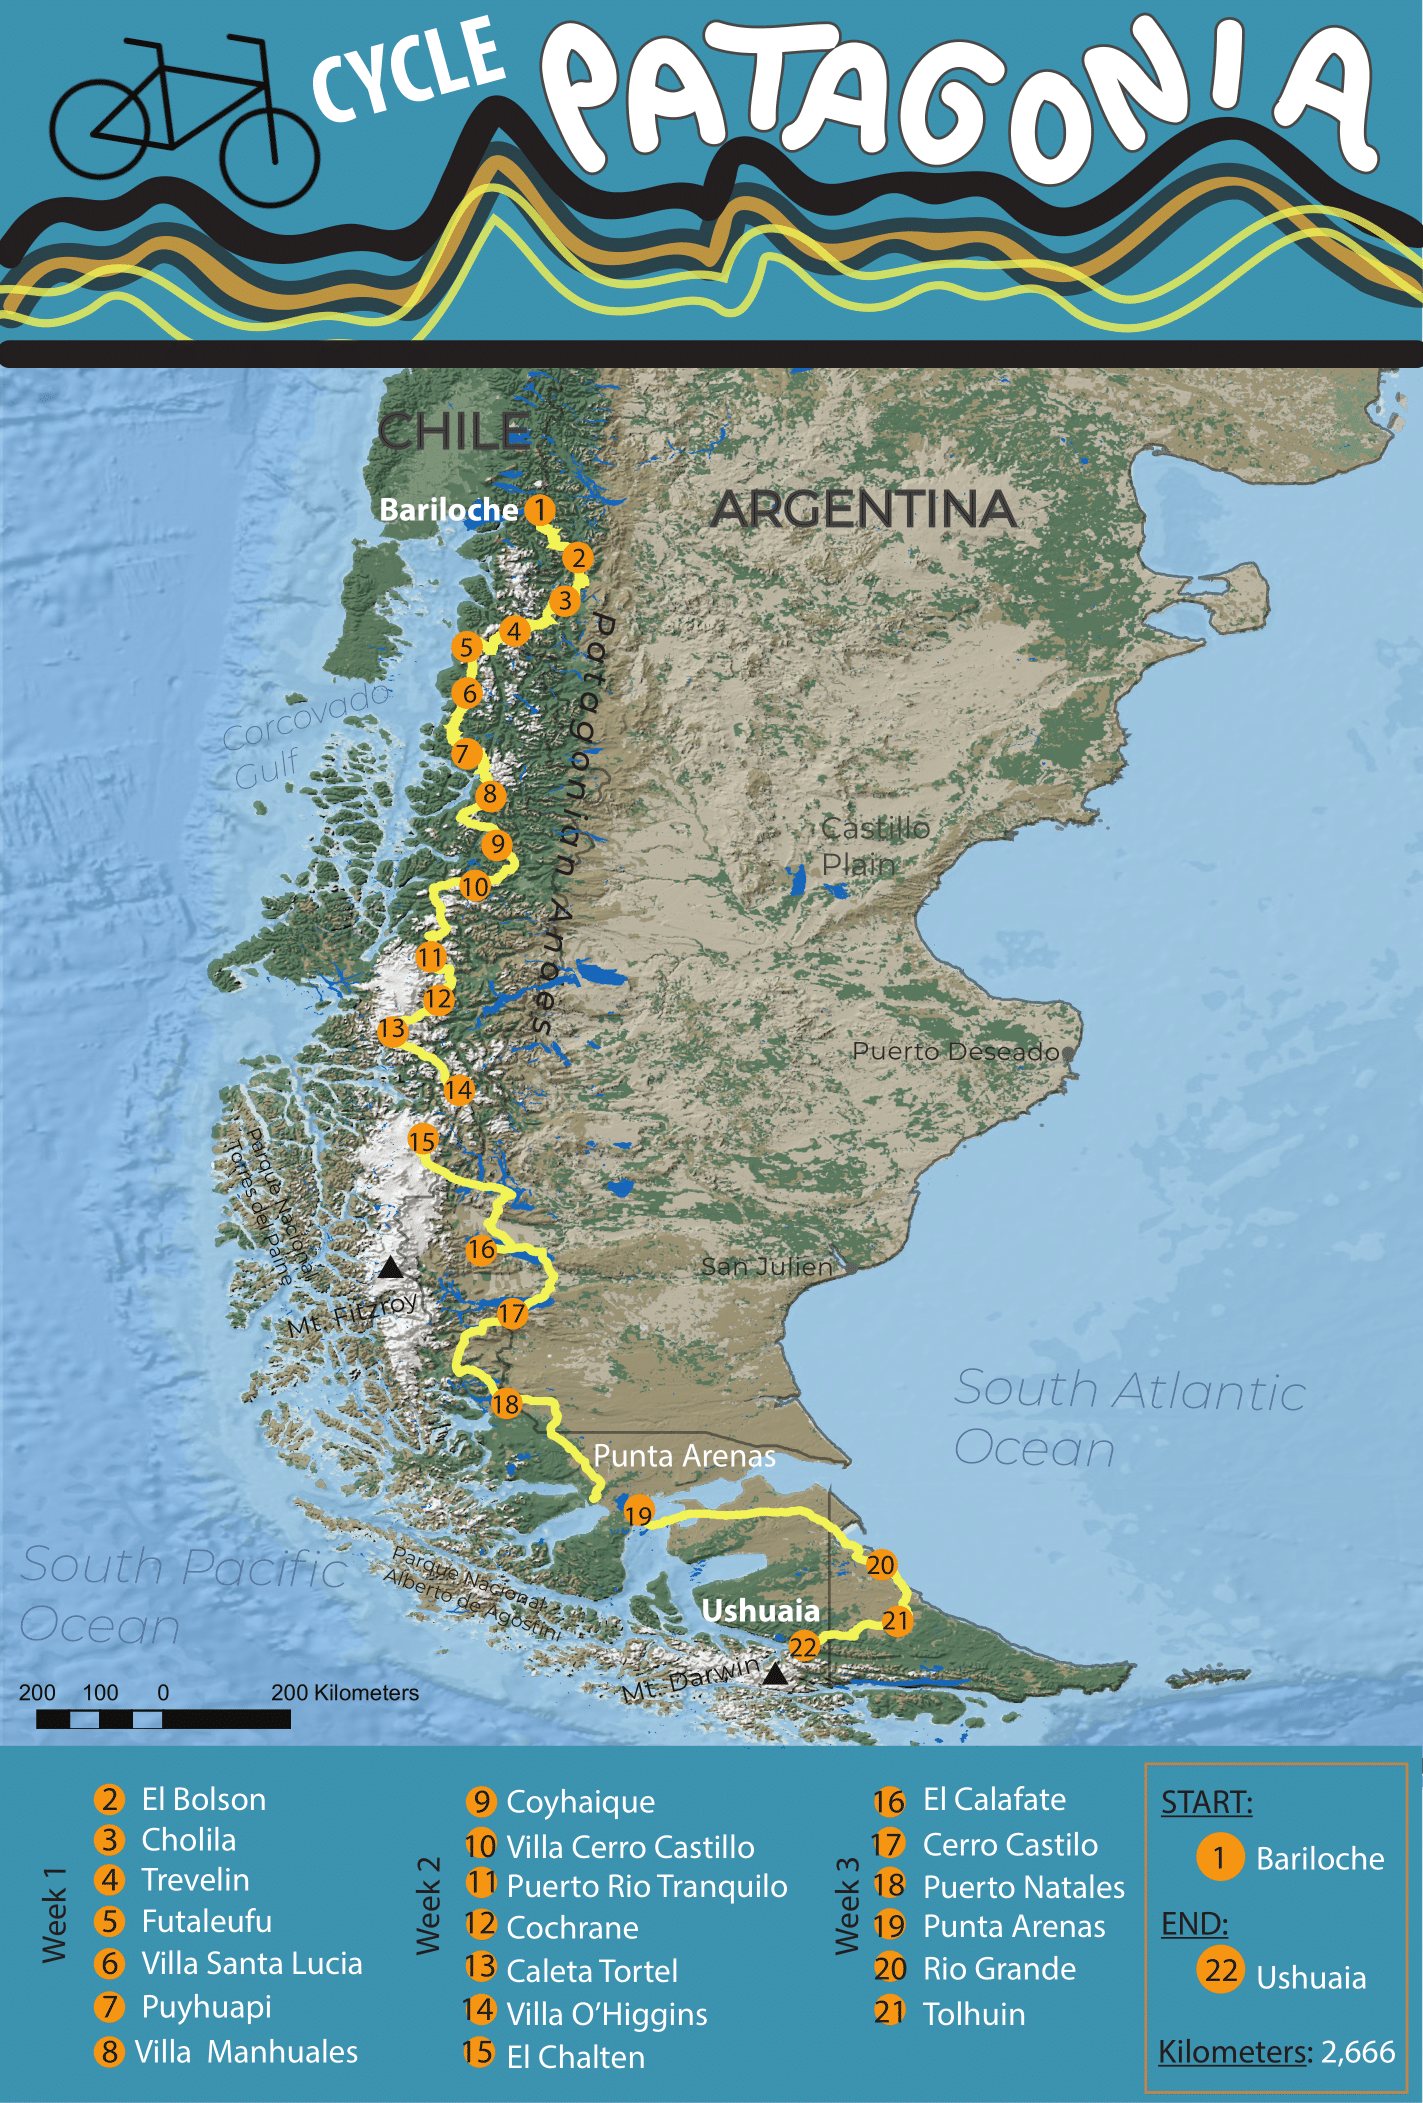 CYCLE PATAGONIA
CHILE
ARGENTINA
Bariloche
1
2
3
4
5
6
7
8
9
10
11
12
13
14
15
16
17
18
19
20
21
22
Patagonian Andes
Corcovado
Gulf
Castillo
Plain
Puerto Deseado
Parque Nacional
Torres del Paine
San Julien
Mt. Fitzroy
South Atlantic
Ocean
Punta Arenas
South Pacific
Ocean
Parque Nacional
Alberto de Agostini
Ushuaia
Mt. Darwin
200 100 0 200 Kilometers
Week 1
2 El Bolson
3 Cholila
4 Trevelin
5 Futaleufu
6 Villa Santa Lucia
7 Puyhuapi
8 Villa Manhuales
Week 2
9 Coyhaique
10 Villa Cerro Castillo
11 Puerto Rio Tranquilo
12 Cochrane
13 Caleta Tortel
14 Villa O'Higgins
15 El Chalten
Week 3
16 El Calafate
17 Cerro Castilo
18 Puerto Natales
19 Punta Arenas
20 Rio Grande
21 Tolhuin
START:
1 Bariloche
END:
22 Ushuaia
Kilometers: 2,666